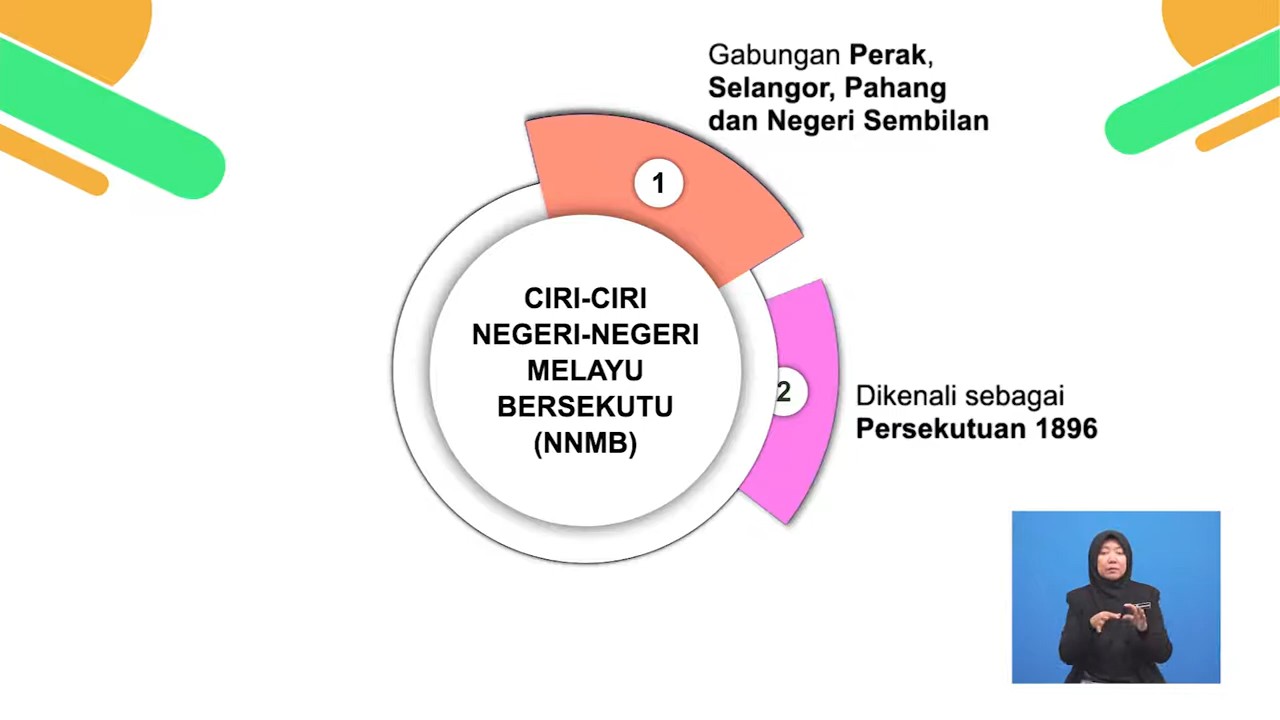 Gabungan Perak,
Selangor, Pahang
dan Negeri Sembilan
1
CIRI-CIRI
NEGERI-NEGERI
MELAYU
BERSEKUTU
(NNMB)
2
Dikenali sebagai
Persekutuan 1896